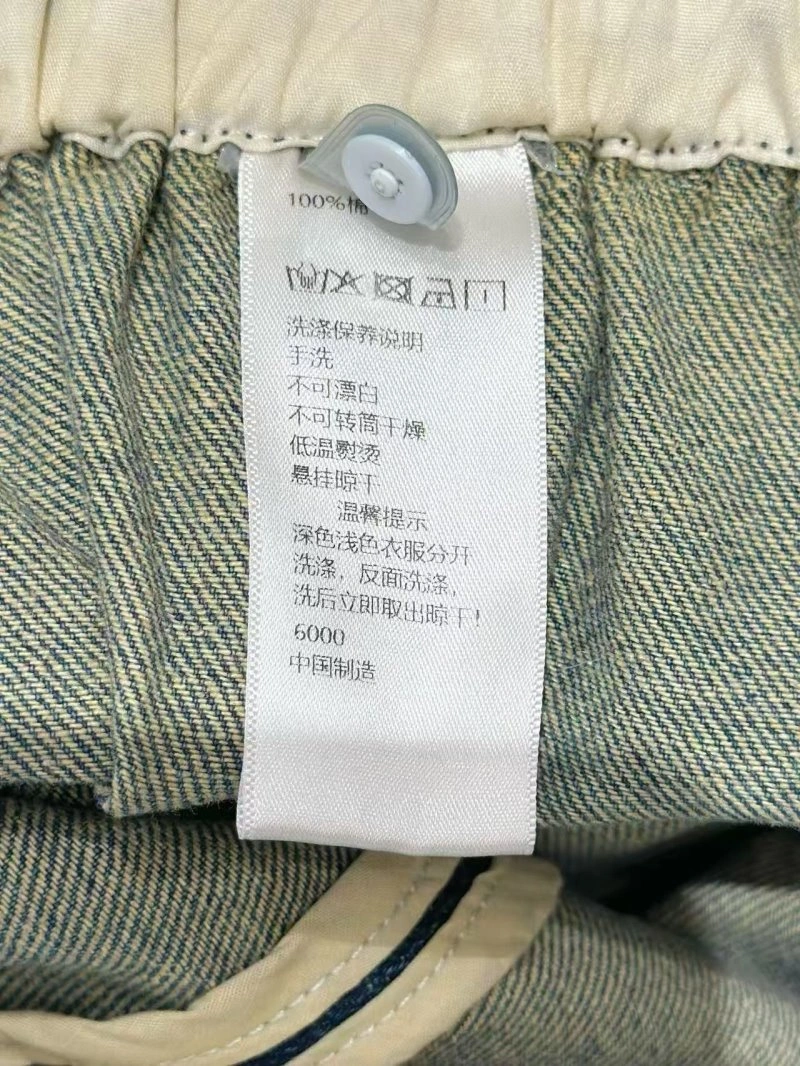 100%棉
洗涤保养说明
手洗
不可漂白
不可转筒干燥
低温熨烫
悬挂晾干
温馨提示
深色浅色衣服分开
洗涤，反面洗涤，
洗后立即取出晾干！
6000
中国制造